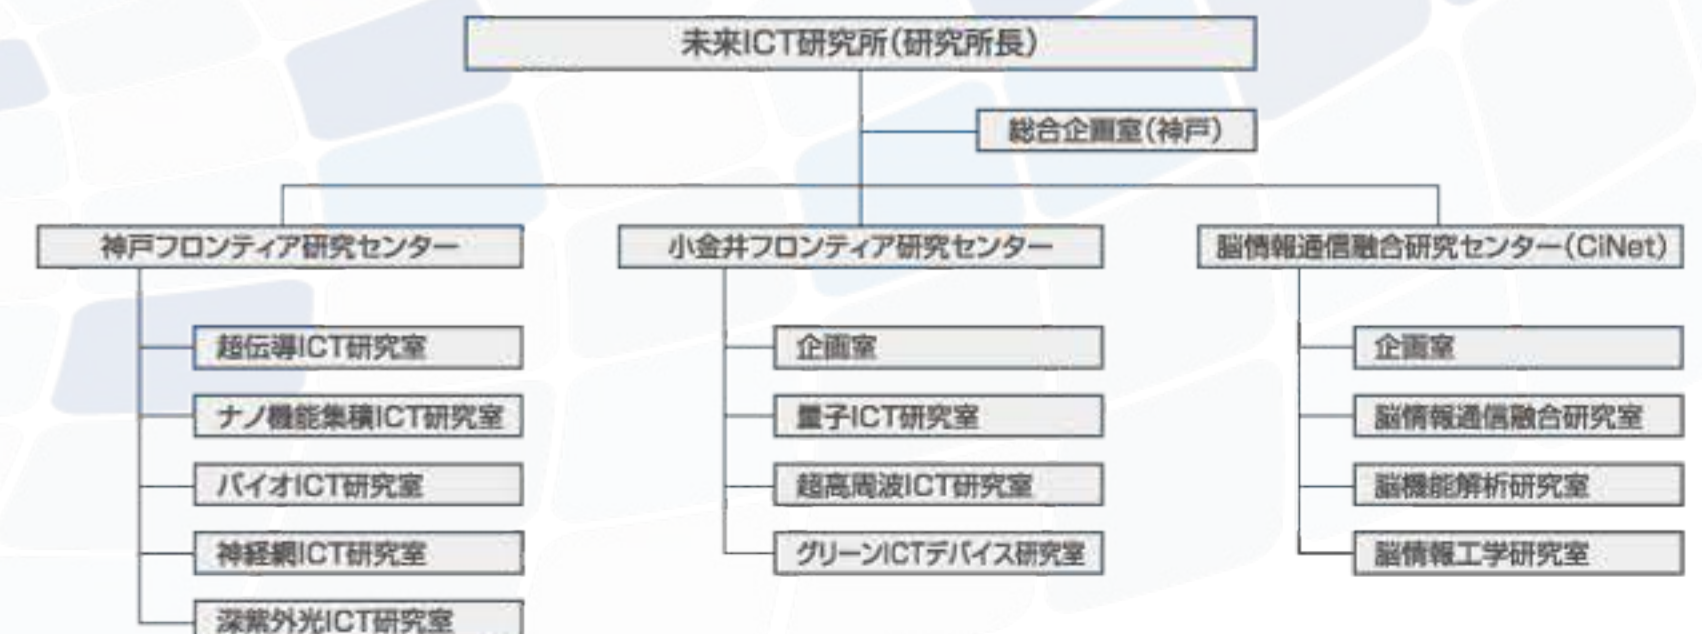 未来ICT研究所(研究所長)
総合企画室(神戸)
神戸フロンティア研究センター
超伝導ICT研究室
ナノ機能集積ICT研究室
バイオICT研究室
神経網ICT研究室
深紫外光ICT研究室
小金井フロンティア研究センター
企画室
量子ICT研究室
超高周波ICT研究室
グリーンICTデバイス研究室
脳情報通信融合研究センター(CiNet)
企画室
脳情報通信融合研究室
脳機能解析研究室
脳情報工学研究室